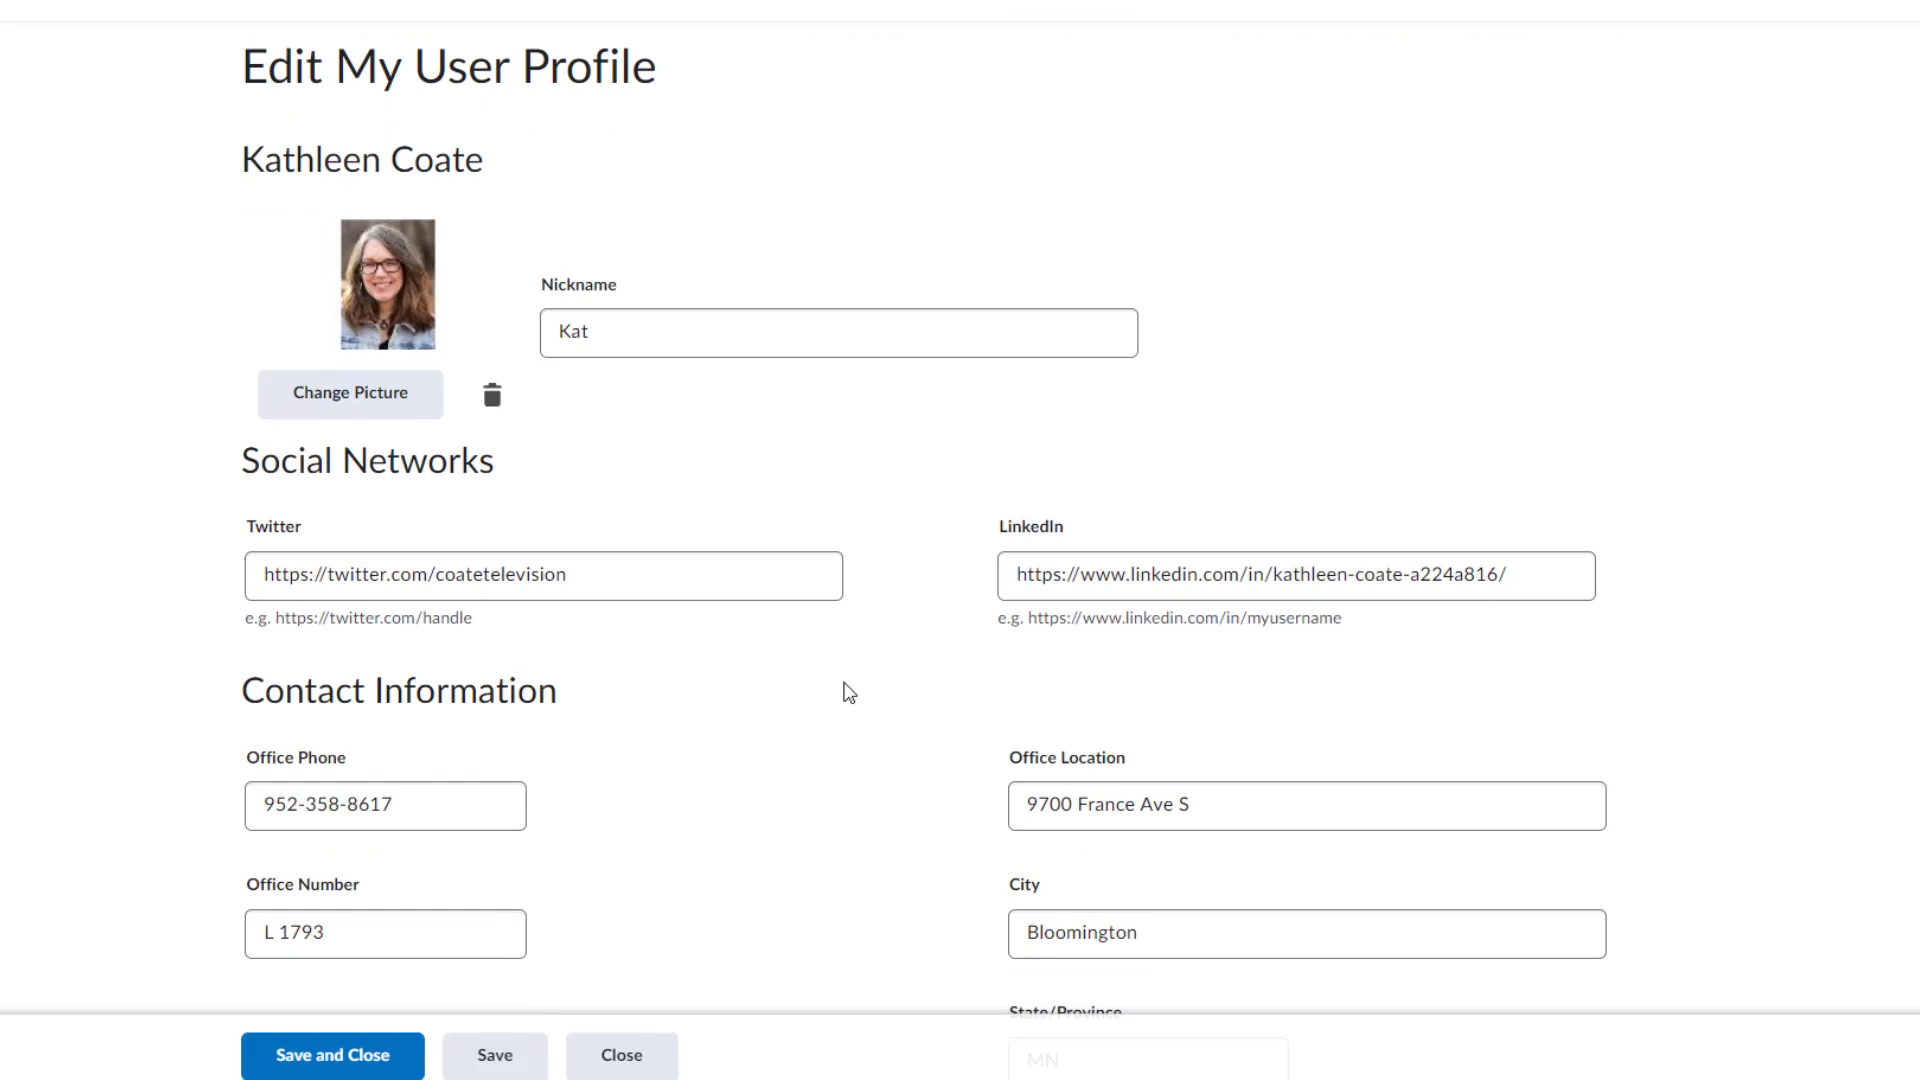 Edit My User Profile
Kathleen Coate
Nickname
Kat
Change Picture
Social Networks
Twitter
LinkedIn
https://twitter.com/coatetelevision
https://www.linkedin.com/in/kathleen-coate-a224a816/
e.g. https://twitter.com/handle
e.g. https://www.linkedin.com/in/myusername
Contact Information
Office Phone
Office Location
952-358-8617
9700 France Ave S
Office Number
City
L 1793
Bloomington
State/Province
MN
Save and Close
Save
Close